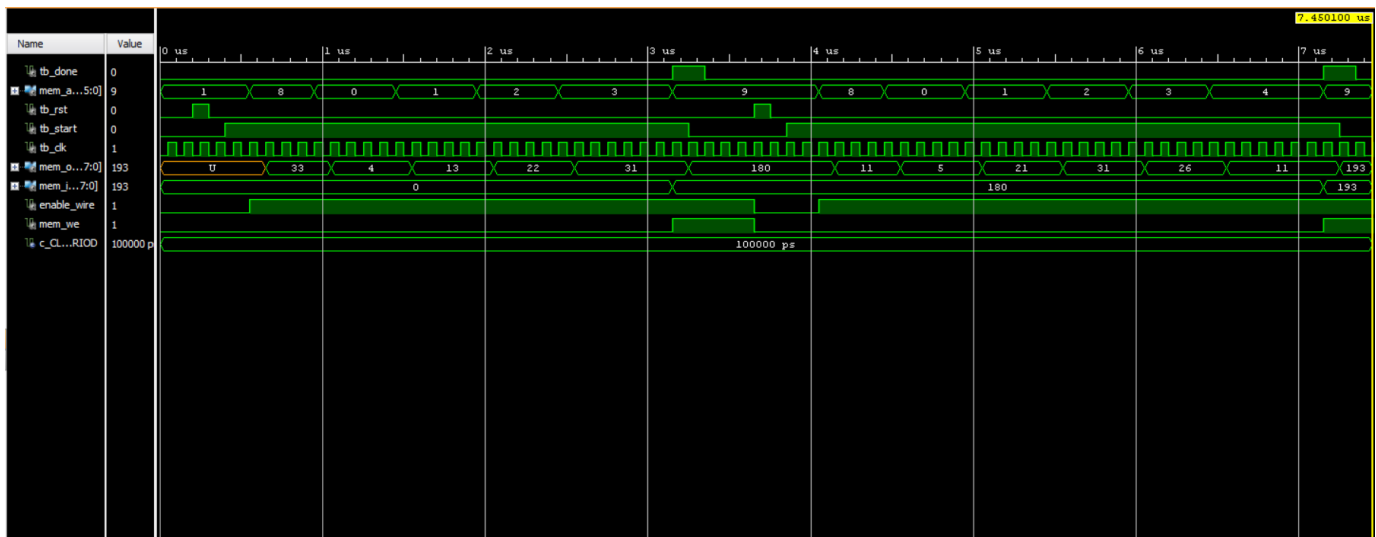 7.450100 us
Name Value 0 us 1 us 2 us 3 us 4 us 5 us 6 us 7 us
tb_done 0
mem_a...5:0] 9 1 8 0 1 2 3 9 8 0 1 2 3 4 9
tb_rst 0
tb_start 0
tb_clk 1
mem_o...7:0] 193 U 33 4 13 22 31 180 11 5 21 31 26 11 193
mem_i...7:0] 193 0 180 193
enable_wire 1
mem_we 1
c_CL...RIOD 100000 p 100000 ps